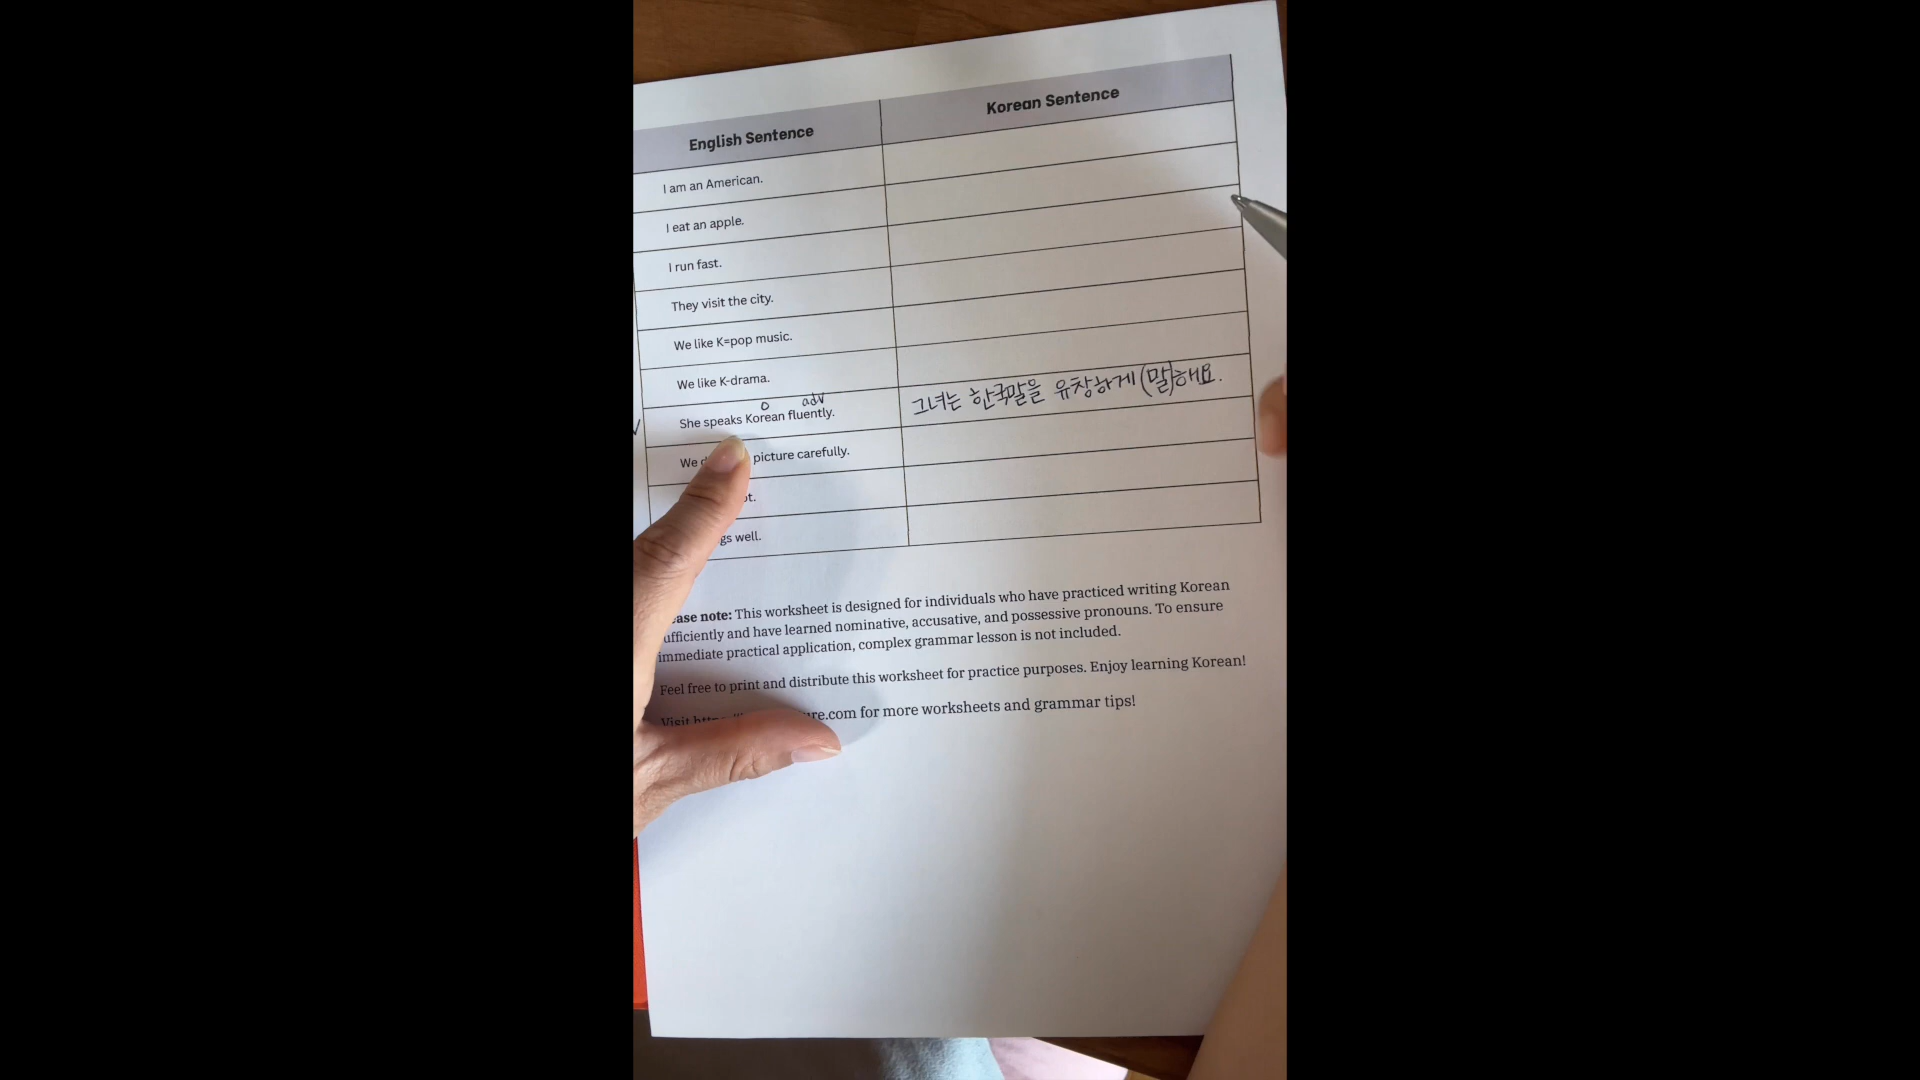 English Sentence Korean Sentence
I am an American.
I eat an apple.
I run fast.
They visit the city.
We like K=pop music.
We like K-drama.
o adv
She speaks Korean fluently. 그녀는 한국말을 유창하게 (말)해요.
We picture carefully.
gs well.
ase note: This worksheet is designed for individuals who have practiced writing Korean
ufficiently and have learned nominative, accusative, and possessive pronouns. To ensure
immediate practical application, complex grammar lesson is not included.
Feel free to print and distribute this worksheet for practice purposes. Enjoy learning Korean!
Visit re.com for more worksheets and grammar tips!